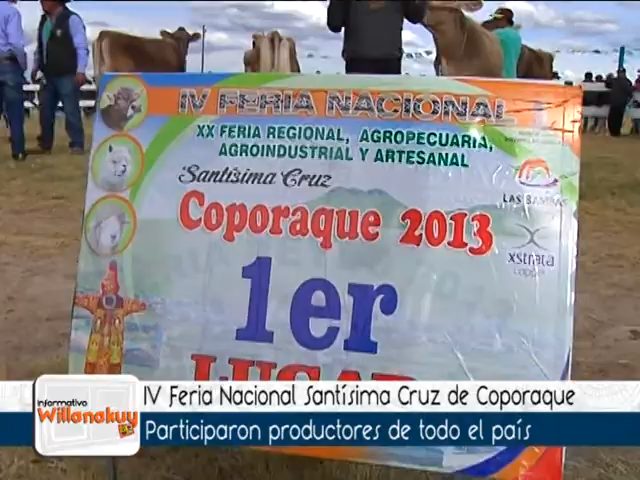 IV FERIA NACIONAL
XX FERIA REGIONAL, AGROPECUARIA,
AGROINDUSTRIAL Y ARTESANAL
Santísima Cruz
Coporaque 2013
LAS BAMBAS
xstrata
copper
1er
LUGAR
Informativo
Willanakuy
IV Feria Nacional Santísima Cruz de Coporaque
Participaron productores de todo el país